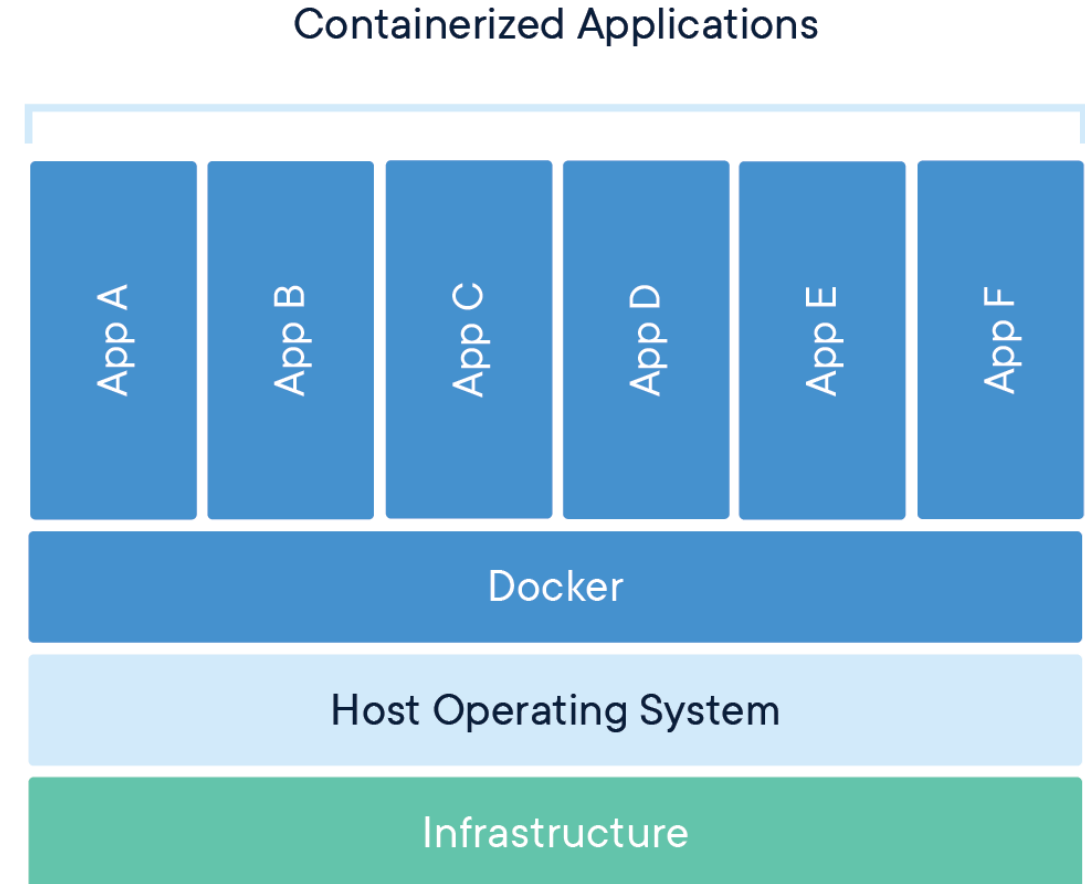 Containerized Applications
App A
App B
App C
App D
App E
App F
Docker
Host Operating System
Infrastructure